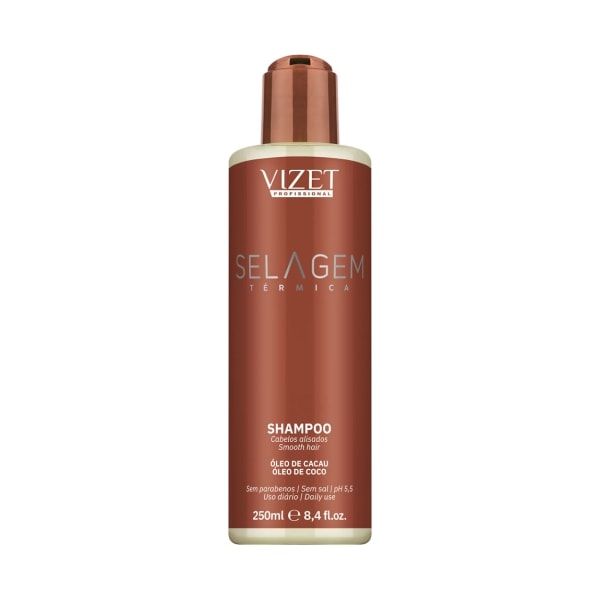 VIZET
PROFISSIONAL
SELAGEM
TÉRMICA
SHAMPOO
Cabelos alisados
Smooth hair
ÓLEO DE CACAU
ÓLEO DE COCO
Sem parabenos | Sem sal | pH 5,5
Uso diário | Daily use
250ml ℮ 8,4 fl.oz.